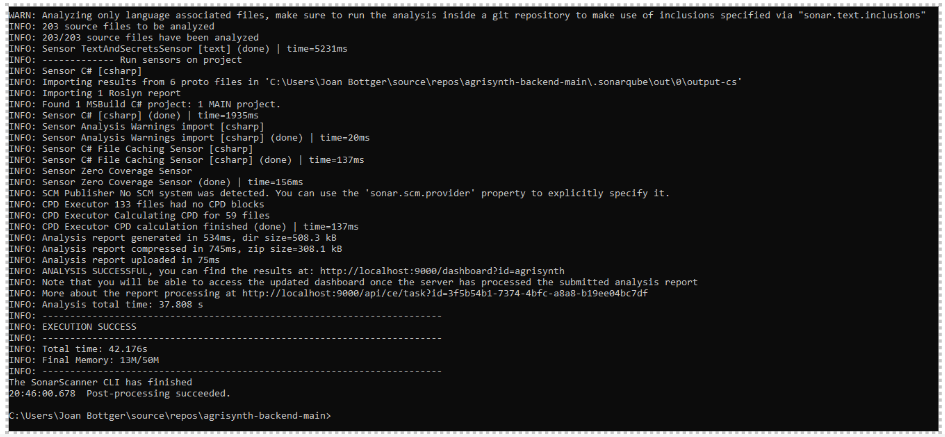 WARN: Analyzing only language associated files, make sure to run the analysis inside a git repository to make use of inclusions specified via "sonar.text.inclusions"
INFO: 203 source files to be analyzed
INFO: 203/203 source files have been analyzed
INFO: Sensor TextAndSecretsSensor [text] (done) | time=5231ms
INFO: ------------- Run sensors on project
INFO: Sensor C# [csharp]
INFO: Importing results from 6 proto files in 'C:\Users\Joan Bottger\source\repos\agrisynth-backend-main\.sonarqube\out\0\output-cs'
INFO: Importing 1 Roslyn report
INFO: Found 1 MSBuild C# project: 1 MAIN project.
INFO: Sensor C# [csharp] (done) | time=1935ms
INFO: Sensor Analysis Warnings import [csharp]
INFO: Sensor Analysis Warnings import [csharp] (done) | time=20ms
INFO: Sensor C# File Caching Sensor [csharp]
INFO: Sensor C# File Caching Sensor [csharp] (done) | time=137ms
INFO: Sensor Zero Coverage Sensor
INFO: Sensor Zero Coverage Sensor (done) | time=156ms
INFO: SCM Publisher No SCM system was detected. You can use the 'sonar.scm.provider' property to explicitly specify it.
INFO: CPD Executor 133 files had no CPD blocks
INFO: CPD Executor Calculating CPD for 59 files
INFO: CPD Executor CPD calculation finished (done) | time=137ms
INFO: Analysis report generated in 534ms, dir size=508.3 kB
INFO: Analysis report compressed in 745ms, zip size=308.1 kB
INFO: Analysis report uploaded in 75ms
INFO: ANALYSIS SUCCESSFUL, you can find the results at: http://localhost:9000/dashboard?id=agrisynth
INFO: Note that you will be able to access the updated dashboard once the server has processed the submitted analysis report
INFO: More about the report processing at http://localhost:9000/api/ce/task?id=3f5b54b1-7374-4bfc-a8a8-b19ee04bc7df
INFO: Analysis total time: 37.808 s
INFO: ------------------------------------------------------------------------
INFO: EXECUTION SUCCESS
INFO: ------------------------------------------------------------------------
INFO: Total time: 42.176s
INFO: Final Memory: 13M/50M
INFO: ------------------------------------------------------------------------
The SonarScanner CLI has finished
20:46:00.678  Post-processing succeeded.
C:\Users\Joan Bottger\source\repos\agrisynth-backend-main>